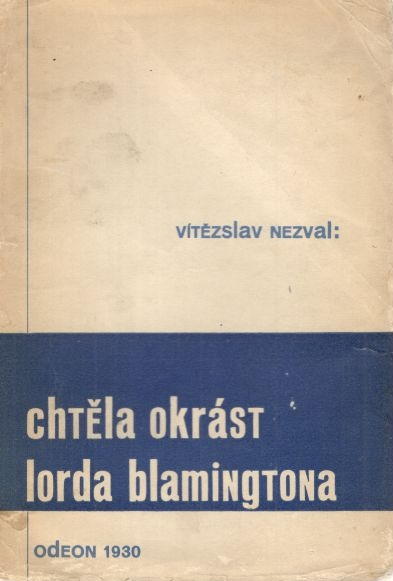 vítězslav nezval:
chtěla okrást
lorda blamingtona
odeon 1930